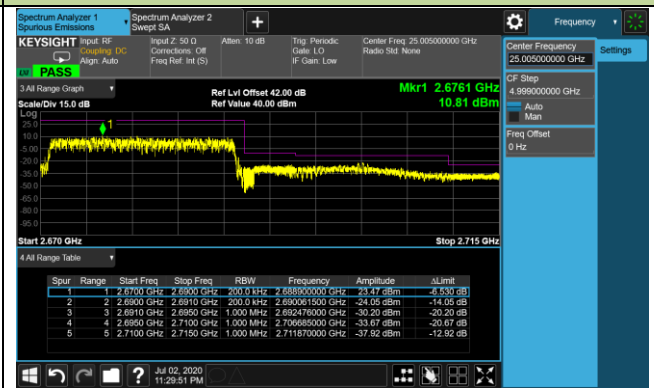 Spectrum Analyzer 1
Spurious Emissions
Spectrum Analyzer 2
Swept SA
Frequency
KEYSIGHT
Input: RF
Coupling: DC
Align: Auto
Input Z: 50 Ω
Corrections: Off
Freq Ref: Int (S)
Atten: 10 dB
Trig: Periodic
Gate: LO
IF Gain: Low
Center Freq: 25.005000000 GHz
Radio Std: None
LV PASS
Center Frequency
25.005000000 GHz
Settings
CF Step
4.999000000 GHz
Auto
Man
Freq Offset
0 Hz
3 All Range Graph
Scale/Div 15.0 dB
Ref Lvl Offset 42.00 dB
Ref Value 40.00 dBm
Mkr1 2.6761 GHz
10.81 dBm
Log
25.0
10.0
-5.00
-20.0
-35.0
-50.0
-65.0
-80.0
-95.0
1
Start 2.670 GHz
Stop 2.715 GHz
4 All Range Table
Spur Range Start Freq Stop Freq RBW Frequency Amplitude ΔLimit
1 1 2.6700 GHz 2.6900 GHz 200.0 kHz 2.688900000 GHz 23.47 dBm -6.530 dB
2 2 2.6900 GHz 2.6910 GHz 200.0 kHz 2.690061500 GHz -24.05 dBm -14.05 dB
3 3 2.6910 GHz 2.6950 GHz 1.000 MHz 2.692476000 GHz -30.20 dBm -20.20 dB
4 4 2.6950 GHz 2.7100 GHz 1.000 MHz 2.706685000 GHz -33.67 dBm -20.67 dB
5 5 2.7100 GHz 2.7150 GHz 1.000 MHz 2.711870000 GHz -37.92 dBm -12.92 dB
Jul 02, 2020
11:29:51 PM